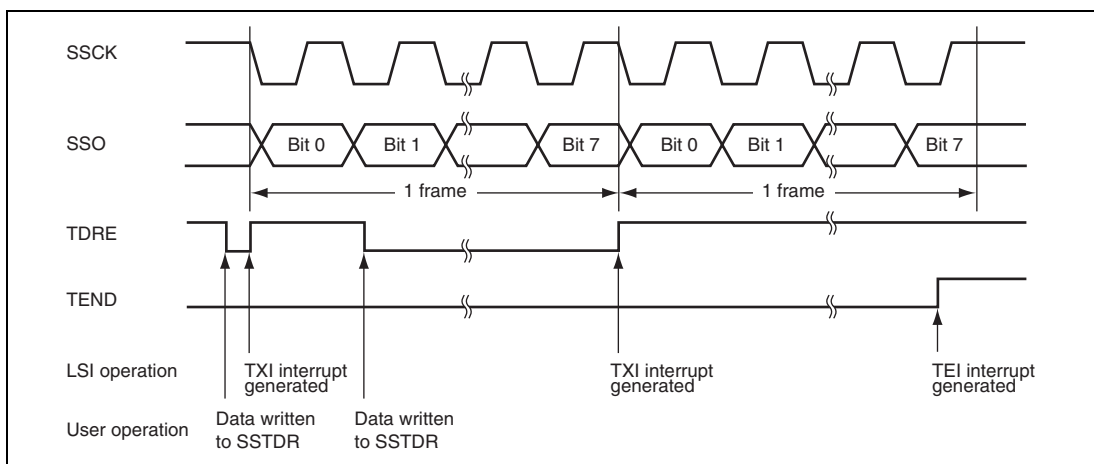 SSCK
SSO
Bit 0
Bit 1
Bit 7
Bit 0
Bit 1
Bit 7
1 frame
1 frame
TDRE
TEND
LSI operation
TXI interrupt
generated
TXI interrupt
generated
TEI interrupt
generated
User operation
Data written
to SSTDR
Data written
to SSTDR